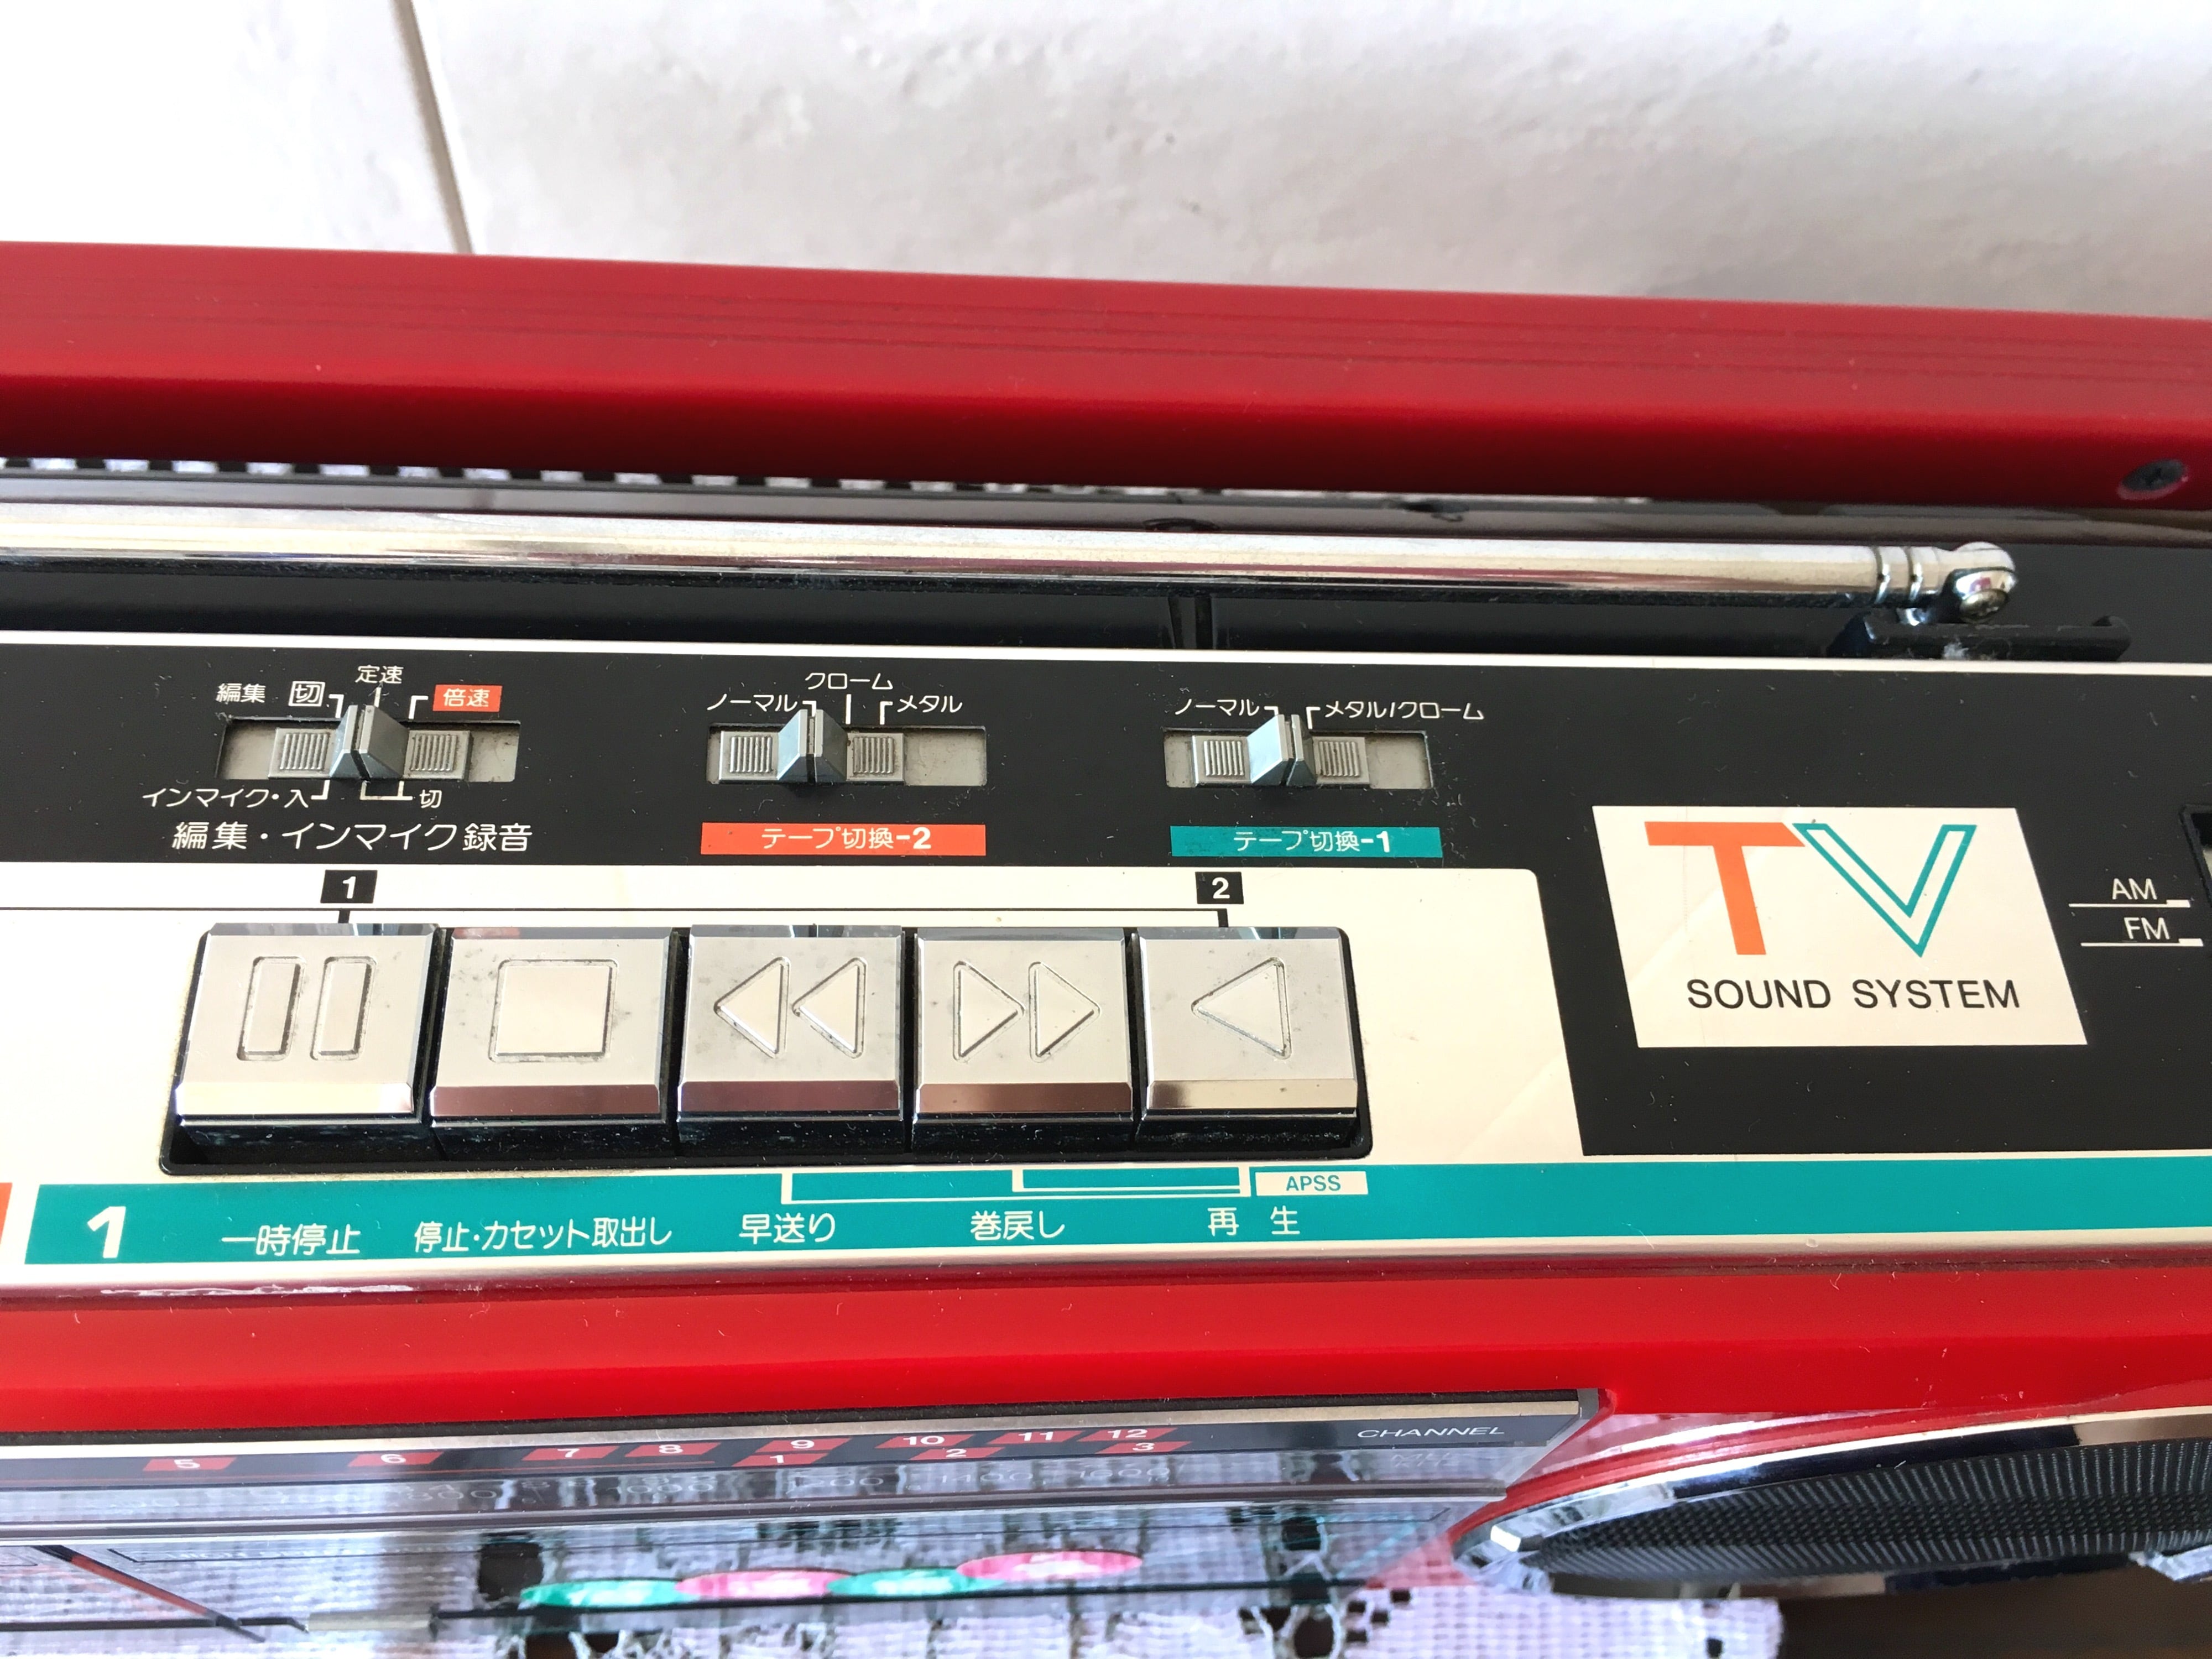 編集 切 定速 倍速
インマイク・入 切
編集・インマイク録音
ノーマル クローム メタル
テープ切換-2
ノーマル メタル/クローム
テープ切換-1
TV
SOUND SYSTEM
AM
FM
1 2
APSS
1 一時停止 停止・カセット取出し 早送り 巻戻し 再生
5 6 7 8 9 10 11 12 CHANNEL
1 2 3